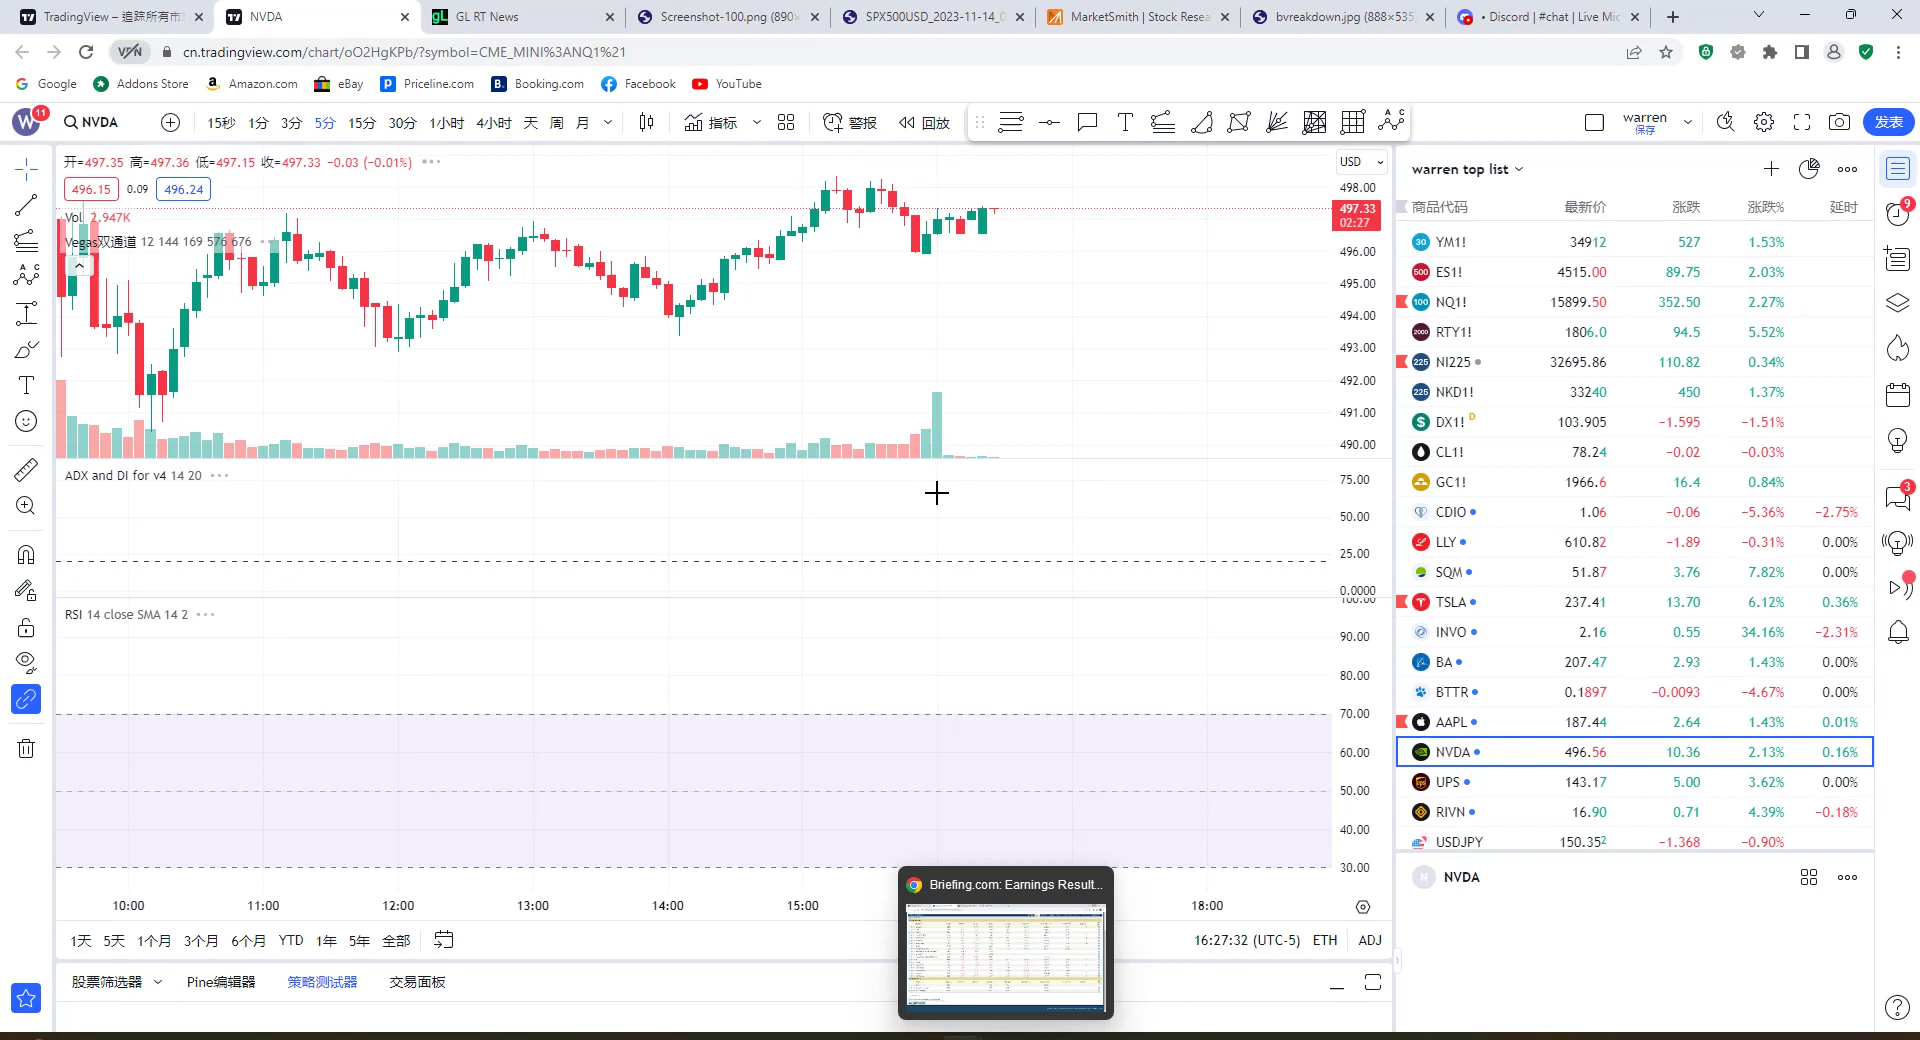 TradingView – 追踪所有市
NVDA
GL RT News
Screenshot-100.png (890×
SPX500USD_2023-11-14_0
MarketSmith | Stock Resea
bvreakdown.jpg (888×535
• Discord | #chat | Live Mic
VPN
cn.tradingview.com/chart/oO2HgKPb/?symbol=CME_MINI%3ANQ1%21
Google
Addons Store
Amazon.com
eBay
Priceline.com
Booking.com
Facebook
YouTube
W 11
NVDA
15秒 1分 3分 5分 15分 30分 1小时 4小时 天 周 月
指标
警报
回放
warren
保存
发表
开=497.35 高=497.36 低=497.15 收=497.33 −0.03 (−0.01%)
496.15 0.09 496.24
Vol 2.947K
Vegas双通道 12 144 169 576 676
USD
498.00
497.33
02:27
496.00
495.00
494.00
493.00
492.00
491.00
490.00
ADX and DI for v4 14 20
75.00
50.00
25.00
0.0000
RSI 14 close SMA 14 2
100.00
90.00
80.00
70.00
60.00
50.00
40.00
30.00
10:00 11:00 12:00 13:00 14:00 15:00 18:00
Briefing.com: Earnings Result...
1天 5天 1个月 3个月 6个月 YTD 1年 5年 全部
16:27:32 (UTC-5) ETH ADJ
股票筛选器 Pine编辑器 策略测试器 交易面板
warren top list
商品代码 最新价 涨跌 涨跌% 延时
30 YM1! 34912 527 1.53%
500 ES1! 4515.00 89.75 2.03%
100 NQ1! 15899.50 352.50 2.27%
2000 RTY1! 1806.0 94.5 5.52%
225 NI225 32695.86 110.82 0.34%
225 NKD1! 33240 450 1.37%
DX1! D 103.905 −1.595 −1.51%
CL1! 78.24 −0.02 −0.03%
GC1! 1966.6 16.4 0.84%
CDIO 1.06 −0.06 −5.36% −2.75%
LLY 610.82 −1.89 −0.31% 0.00%
SQM 51.87 3.76 7.82% 0.00%
TSLA 237.41 13.70 6.12% 0.36%
INVO 2.16 0.55 34.16% −2.31%
BA 207.47 2.93 1.43% 0.00%
BTTR 0.1897 −0.0093 −4.67% 0.00%
AAPL 187.44 2.64 1.43% 0.01%
NVDA 496.56 10.36 2.13% 0.16%
UPS 143.17 5.00 3.62% 0.00%
RIVN 16.90 0.71 4.39% −0.18%
USDJPY 150.352 −1.368 −0.90%
N NVDA
9
3